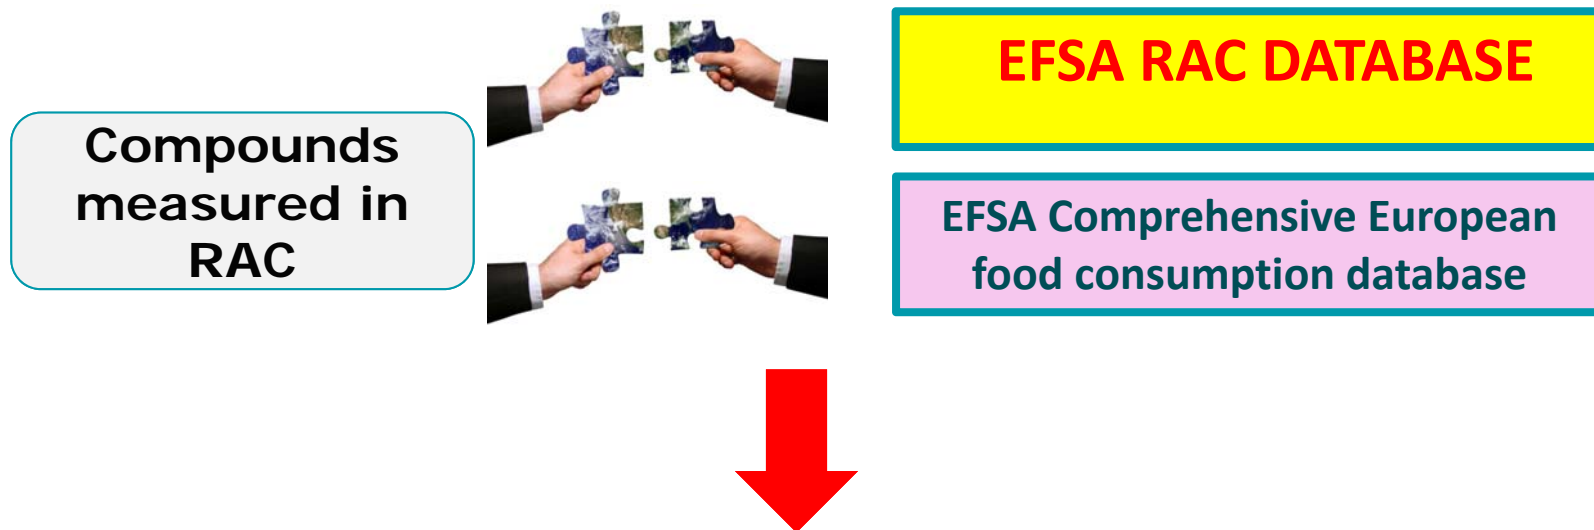 Compounds
measured in
RAC
EFSA RAC DATABASE
EFSA Comprehensive European
food consumption database